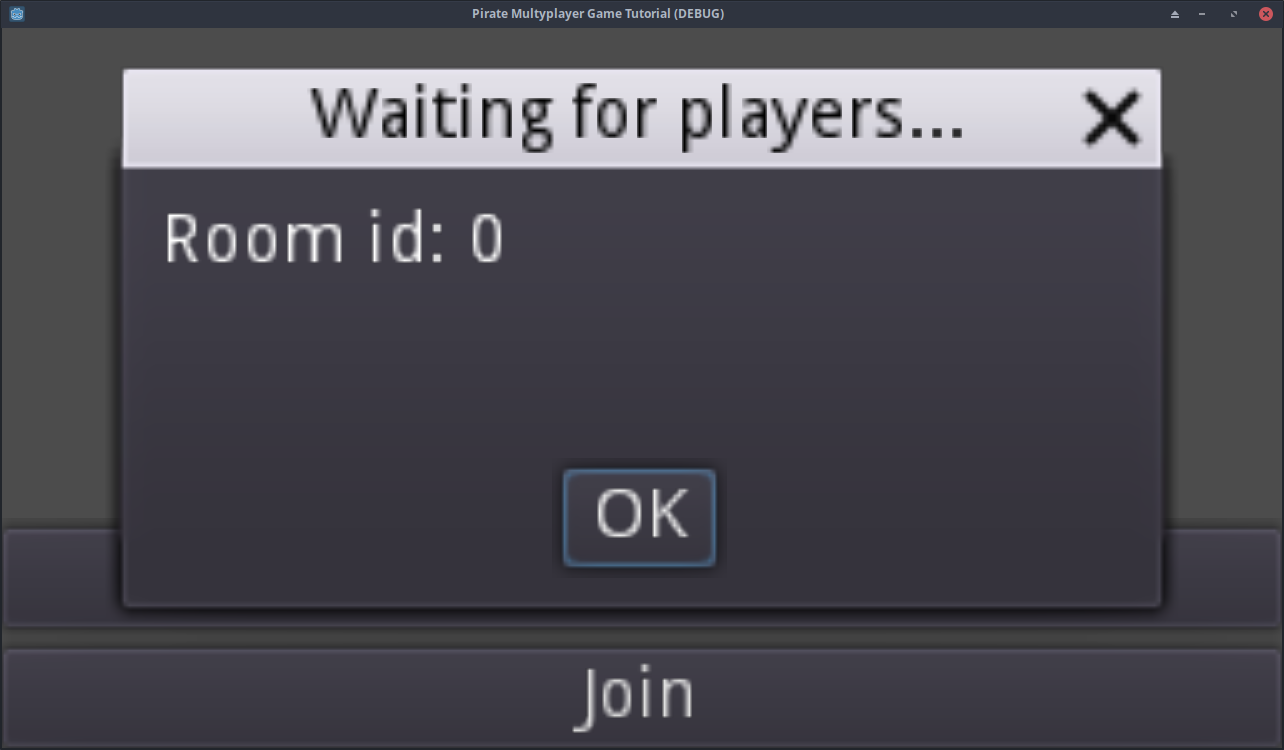 Pirate Multyplayer Game Tutorial (DEBUG)
Waiting for players...
Room id: 0
OK
Join